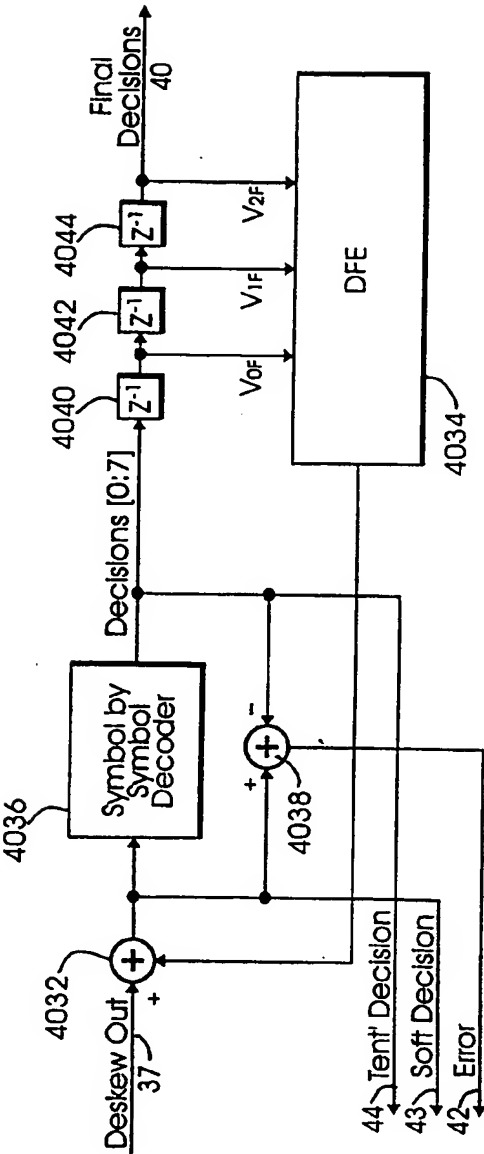 Deskew Out
37
+
4032
+
4036
Symbol by
Symbol
Decoder
Decisions [0:7]
4040
Z-1
4042
Z-1
4044
Z-1
Final
Decisions
40
V0F
V1F
V2F
DFE
4034
+
-
+
4038
44 Tent' Decision
43 Soft Decision
42 Error